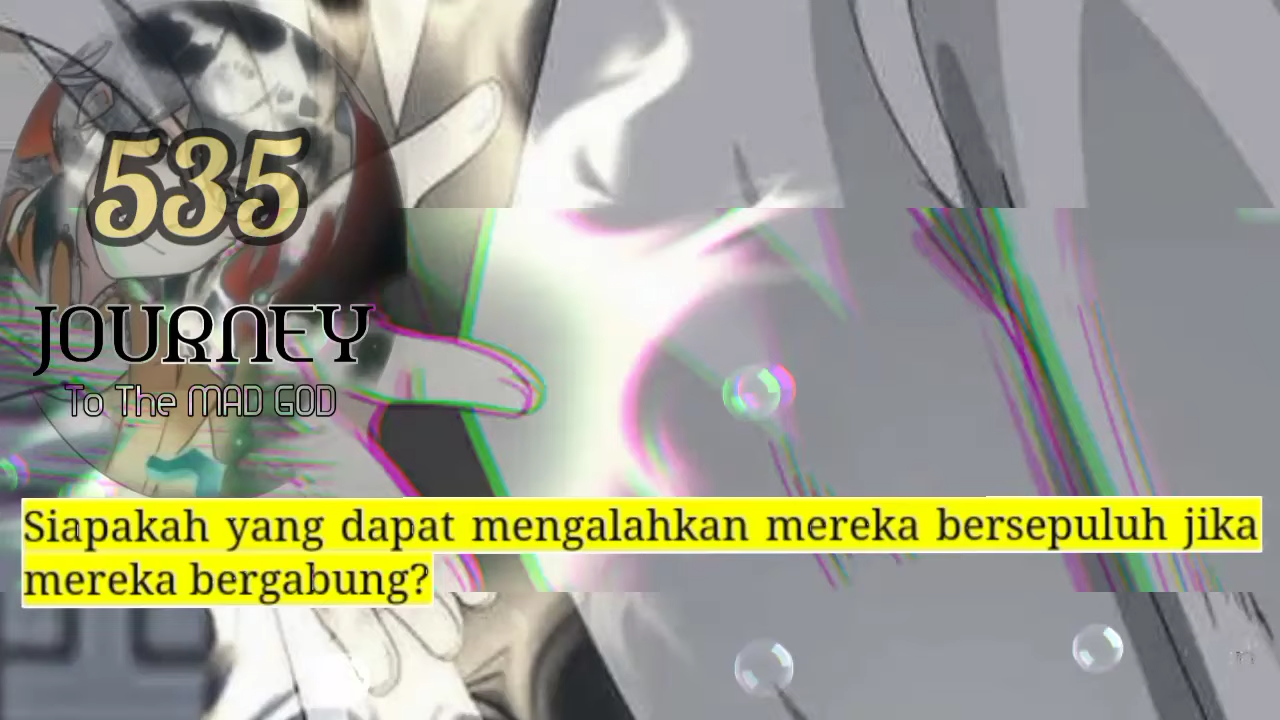 535
JOURNEY
To The MAD GOD
Siapakah yang dapat mengalahkan mereka bersepuluh jika
mereka bergabung?